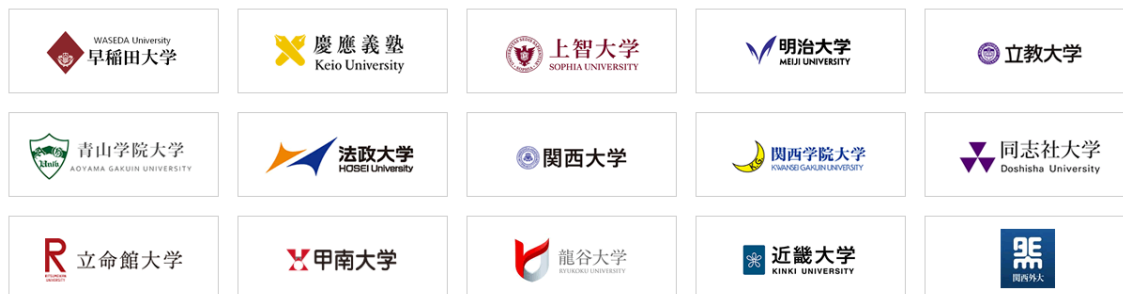 WASEDA University
早稲田大学
慶應義塾
Keio University
上智大学
SOPHIA UNIVERSITY
明治大学
MEIJI UNIVERSITY
立教大学
青山学院大学
AOYAMA GAKUIN UNIVERSITY
法政大学
HOSEI University
関西大学
関西学院大学
KWANSEI GAKUIN UNIVERSITY
同志社大学
Doshisha University
R
RITSUMEIKAN
UNIVERSITY
立命館大学
甲南大学
龍谷大学
RYUKOKU UNIVERSITY
近畿大学
KINKI UNIVERSITY
関西外大